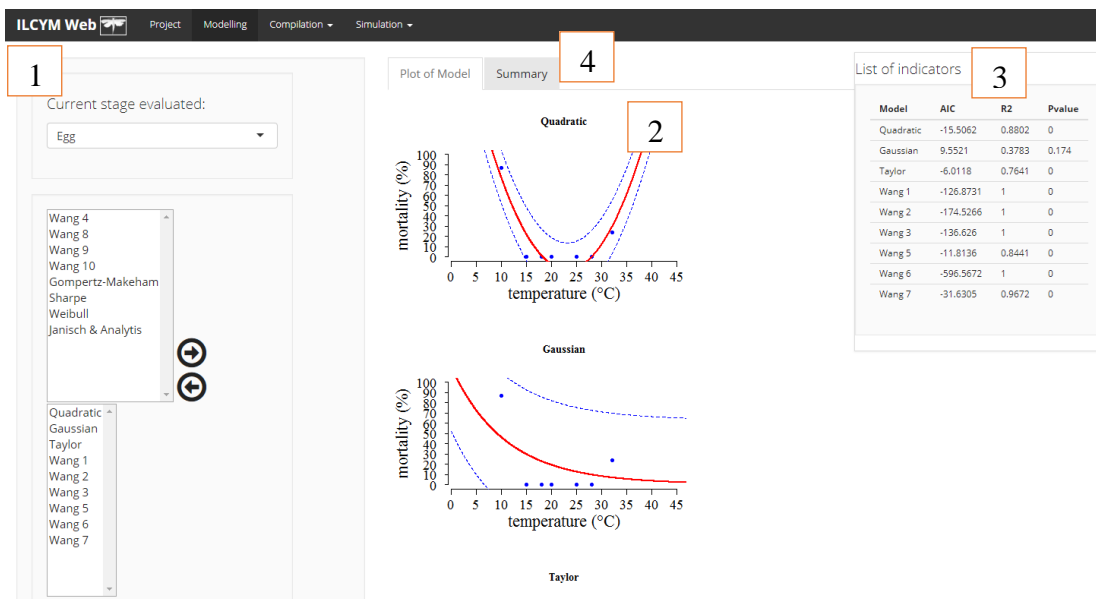 ILCYM Web Project Modelling Compilation Simulation
1
Current stage evaluated:
Egg
Wang 4
Wang 8
Wang 9
Wang 10
Gompertz-Makeham
Sharpe
Weibull
Janisch & Analytis
Quadratic
Gaussian
Taylor
Wang 1
Wang 2
Wang 3
Wang 5
Wang 6
Wang 7
Plot of Model Summary
4
2
Quadratic
mortality (%)
100
90
80
70
60
50
40
30
20
10
0
0 5 10 15 20 25 30 35 40 45
temperature (°C)
Gaussian
mortality (%)
100
90
80
70
60
50
40
30
20
10
0
0 5 10 15 20 25 30 35 40 45
temperature (°C)
Taylor
List of indicators
3
Model AIC R2 Pvalue
Quadratic -15.5062 0.8802 0
Gaussian 9.5521 0.3783 0.174
Taylor -6.0118 0.7641 0
Wang 1 -126.8731 1 0
Wang 2 -174.5266 1 0
Wang 3 -136.626 1 0
Wang 5 -11.8136 0.8441 0
Wang 6 -596.5672 1 0
Wang 7 -31.6305 0.9672 0